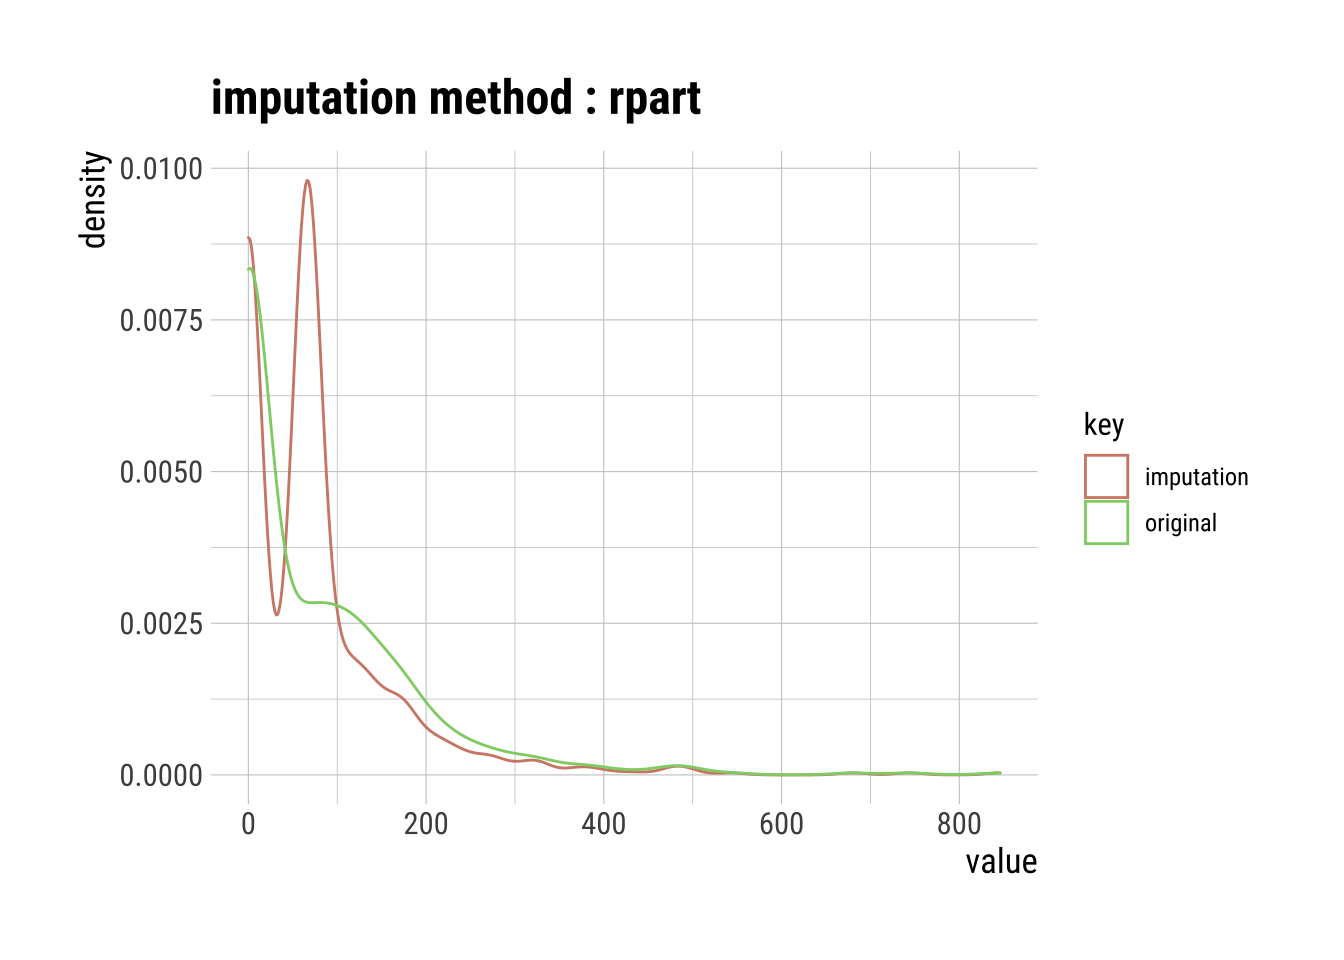 imputation method : rpart
density
0.0100
0.0075
0.0050
0.0025
0.0000
0 200 400 600 800
value
key
imputation
original